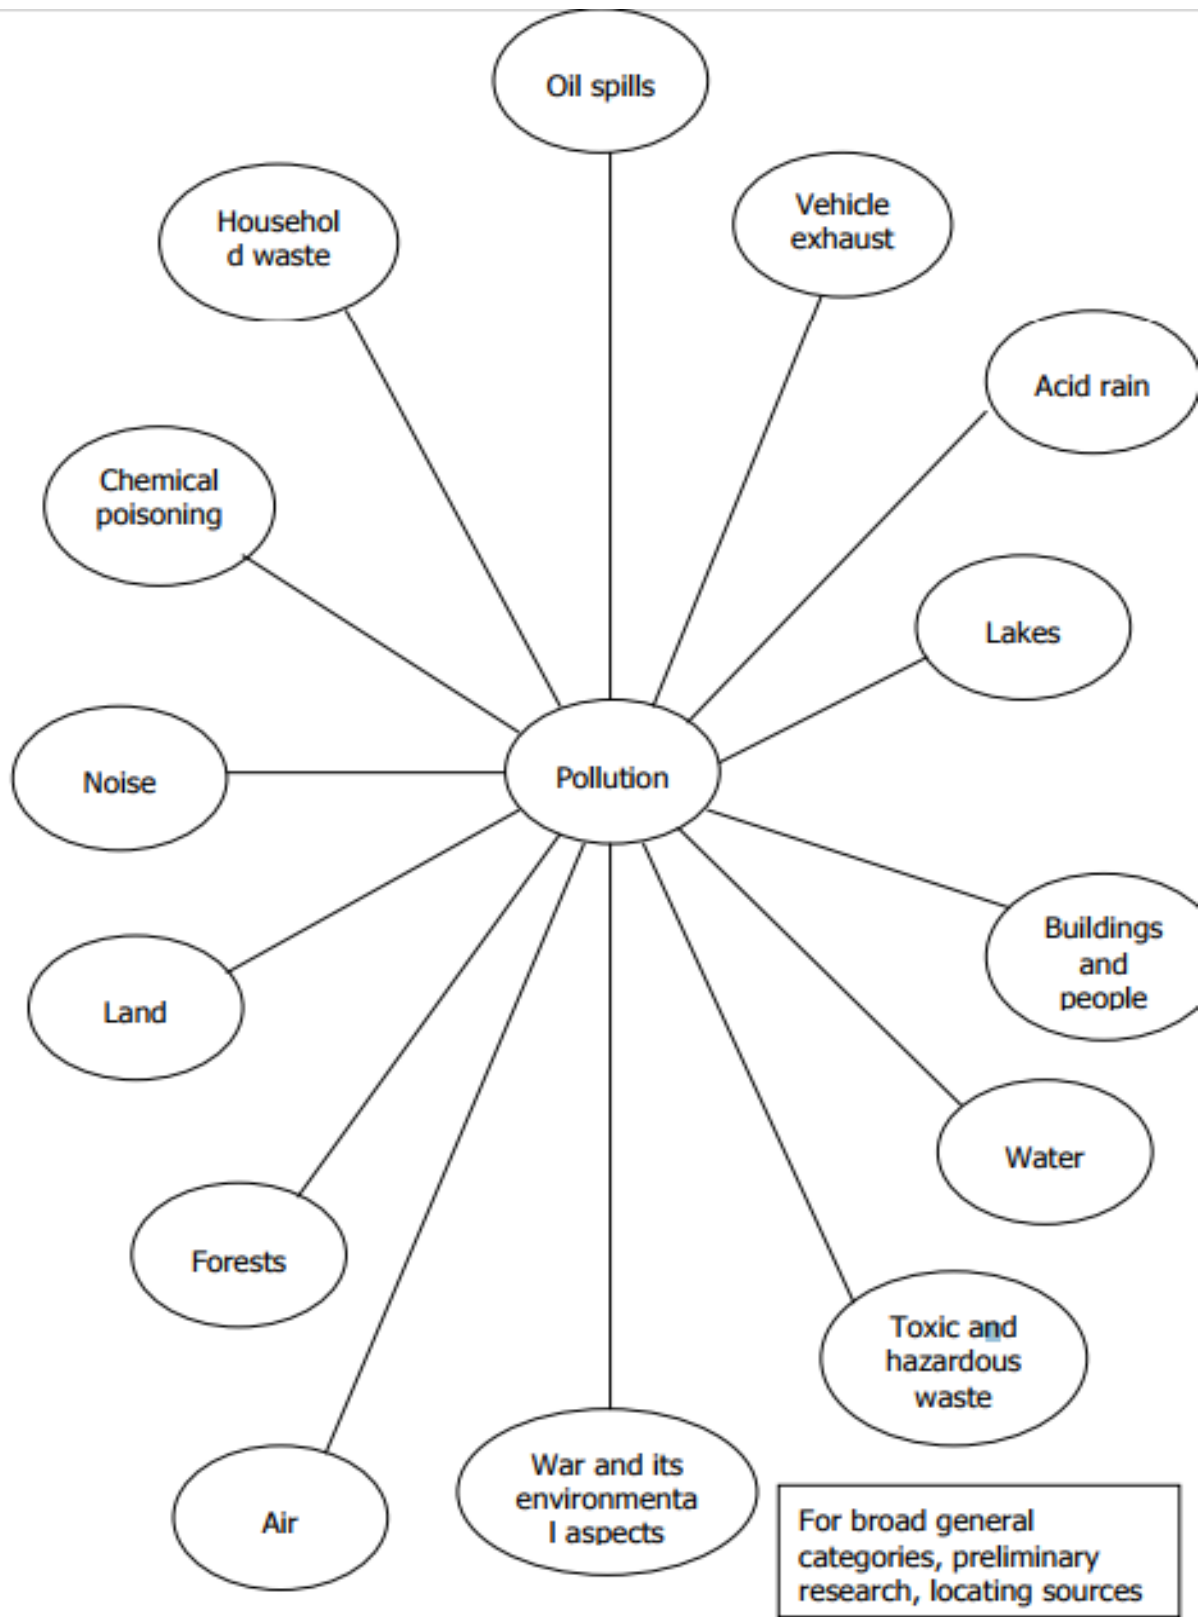 Oil spills
Househol
d waste
Vehicle
exhaust
Acid rain
Chemical
poisoning
Lakes
Noise
Pollution
Buildings
and
people
Land
Water
Forests
Toxic and
hazardous
waste
War and its
environmenta
l aspects
Air
For broad general
categories, preliminary
research, locating sources